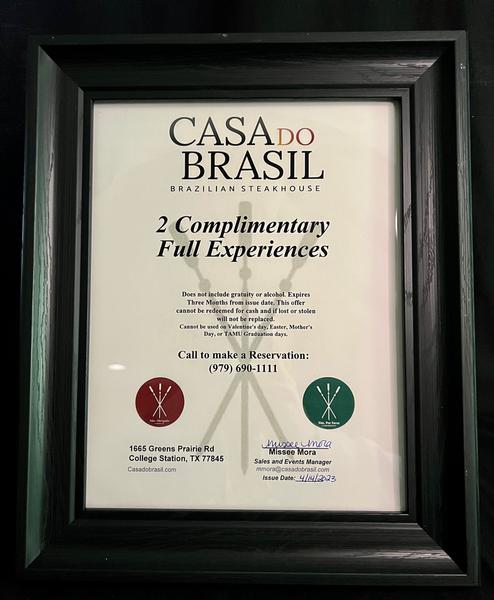 CASA DO
BRASIL
BRAZILIAN STEAKHOUSE
2 Complimentary
Full Experiences
Does not include gratuity or alcohol. Expires
Three Months from issue date. This offer
cannot be redeemed for cash and if lost or stolen
will not be replaced.
Cannot be used on Valentine's day, Easter, Mother's
Day, or TAMU Graduation days.
Call to make a Reservation:
(979) 690-1111
1665 Greens Prairie Rd
College Station, TX 77845
Casadobrasil.com
Missee Mora
Missee Mora
Sales and Events Manager
mmora@casadobrasil.com
Issue Date: 4/14/2023